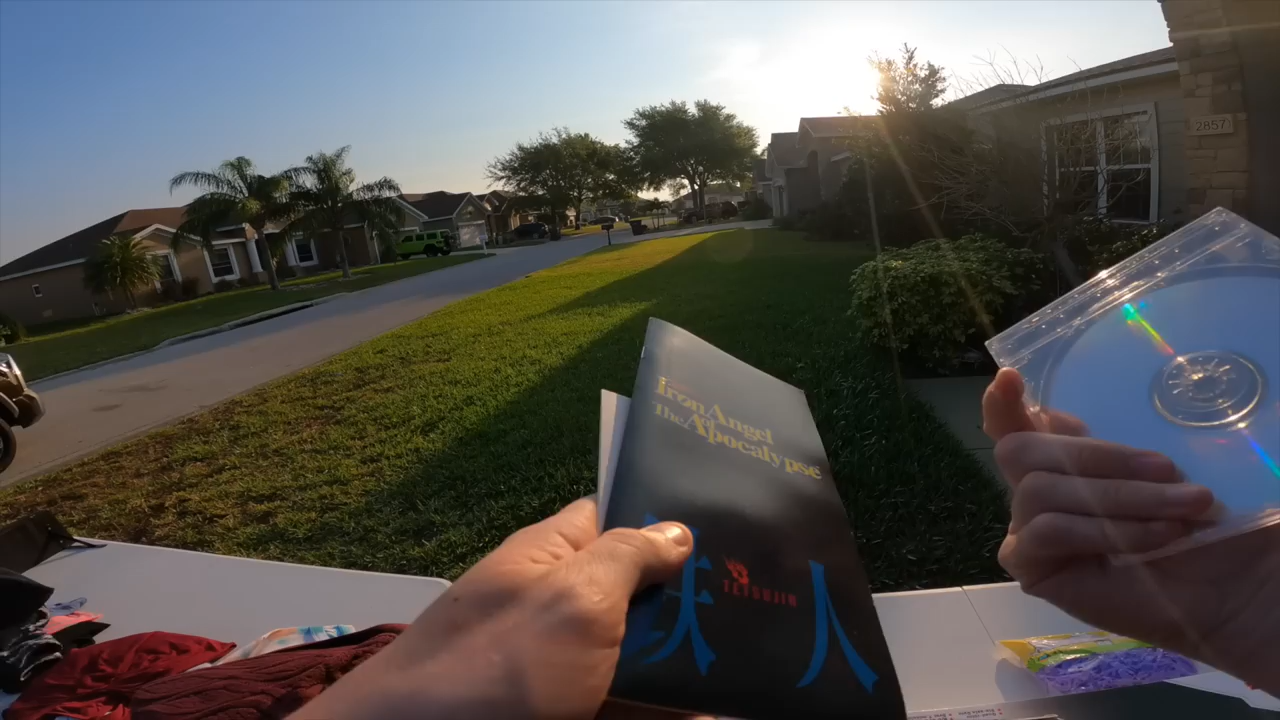 2857
Iron Angel
of
The Apocalypse
TETSUJIN
鉄人